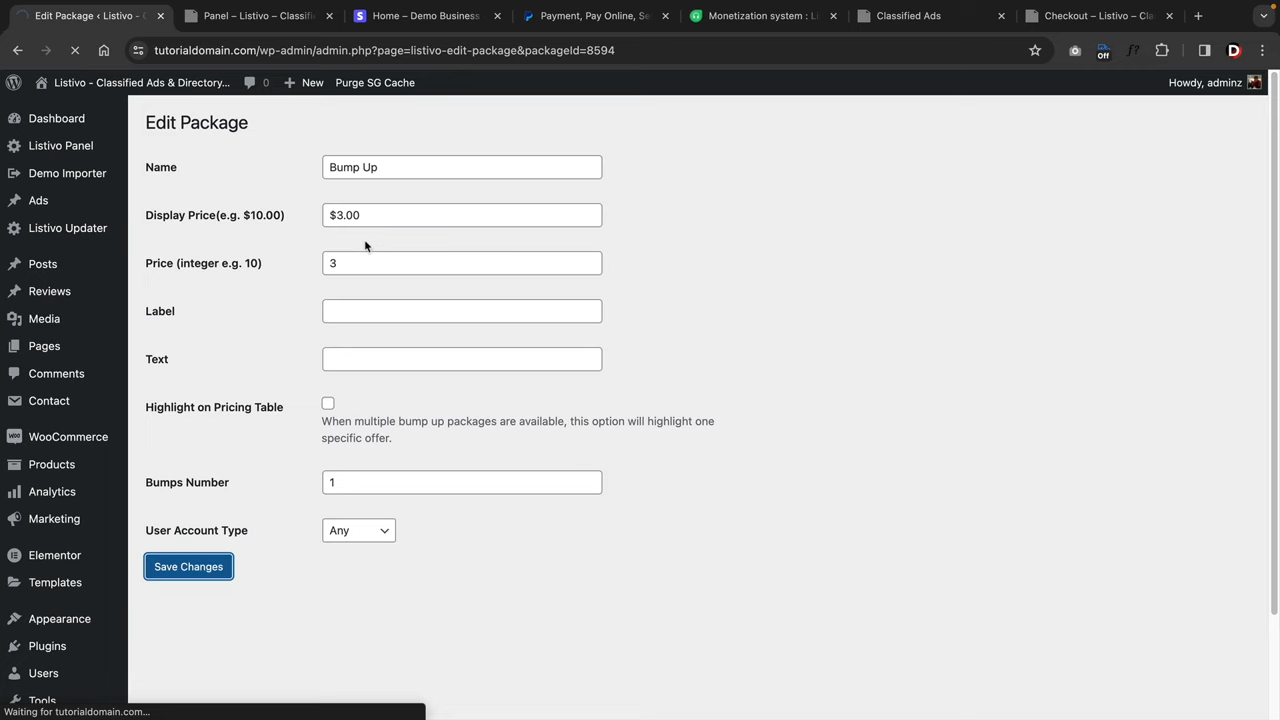 Edit Package ‹ Listivo - C
Panel – Listivo – Classifi
Home – Demo Business
Payment, Pay Online, Se
Monetization system : Li
Classified Ads
Checkout – Listivo – Cla
tutorialdomain.com/wp-admin/admin.php?page=listivo-edit-package&packageId=8594
Off
f?
D
Listivo - Classified Ads & Directory...
0
New
Purge SG Cache
Howdy, adminz
Dashboard
Listivo Panel
Demo Importer
Ads
Listivo Updater
Posts
Reviews
Media
Pages
Comments
Contact
WooCommerce
Products
Analytics
Marketing
Elementor
Templates
Appearance
Plugins
Users
Tools
Edit Package
Name
Bump Up
Display Price(e.g. $10.00)
$3.00
Price (integer e.g. 10)
3
Label
Text
Highlight on Pricing Table
When multiple bump up packages are available, this option will highlight one
specific offer.
Bumps Number
1
User Account Type
Any
Save Changes
Waiting for tutorialdomain.com...